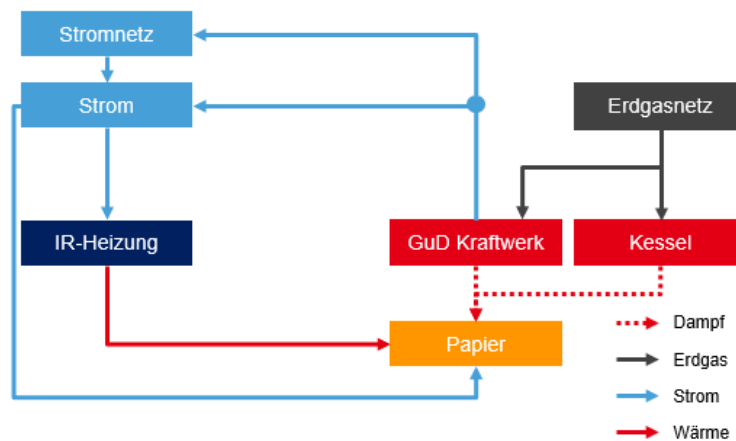 Stromnetz
Strom
Erdgasnetz
IR-Heizung
GuD Kraftwerk
Kessel
Papier
Dampf
Erdgas
Strom
Wärme